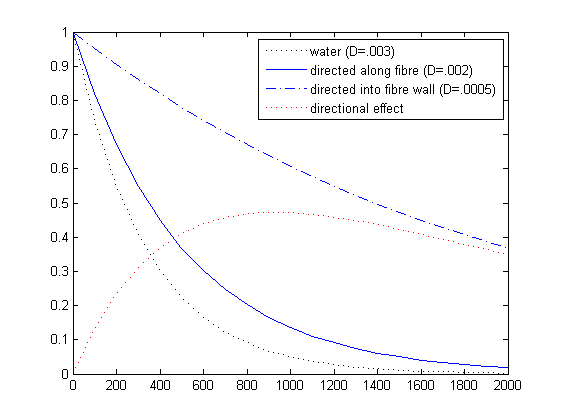 1
0.9
0.8
0.7
0.6
0.5
0.4
0.3
0.2
0.1
0
water (D=.003)
directed along fibre (D=.002)
directed into fibre wall (D=.0005)
directional effect
0 200 400 600 800 1000 1200 1400 1600 1800 2000